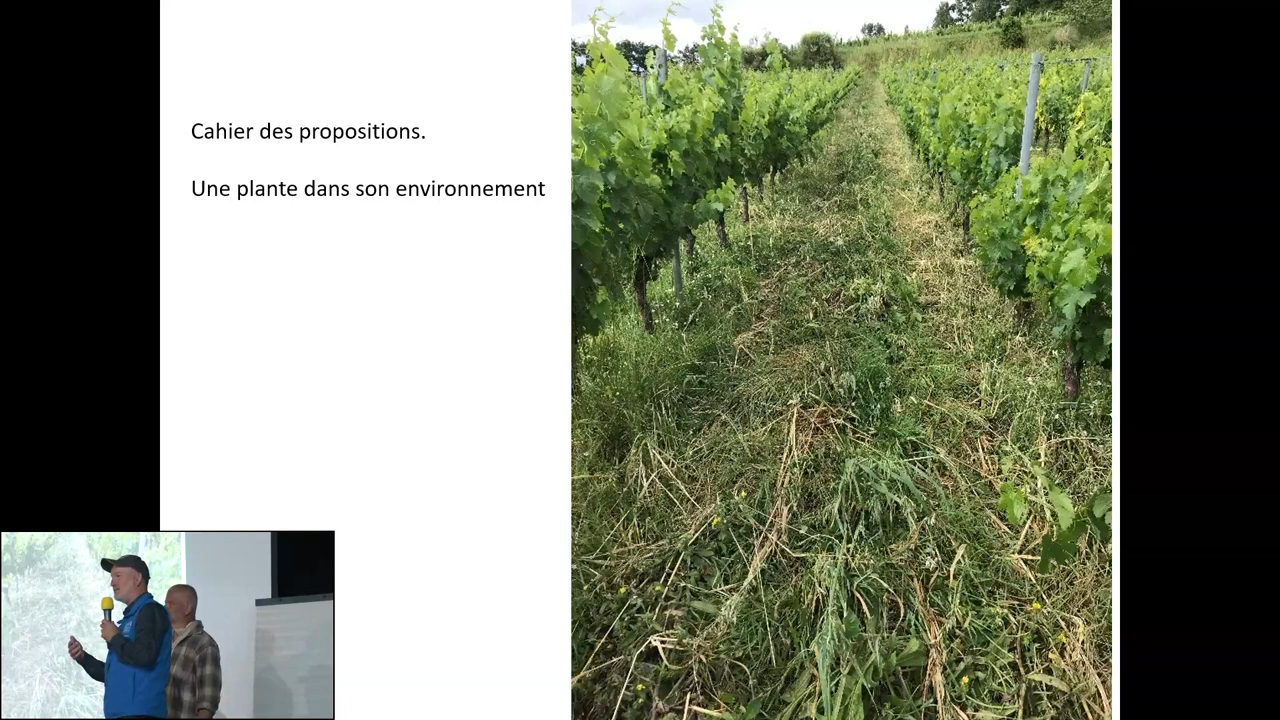 Cahier des propositions.
Une plante dans son environnement